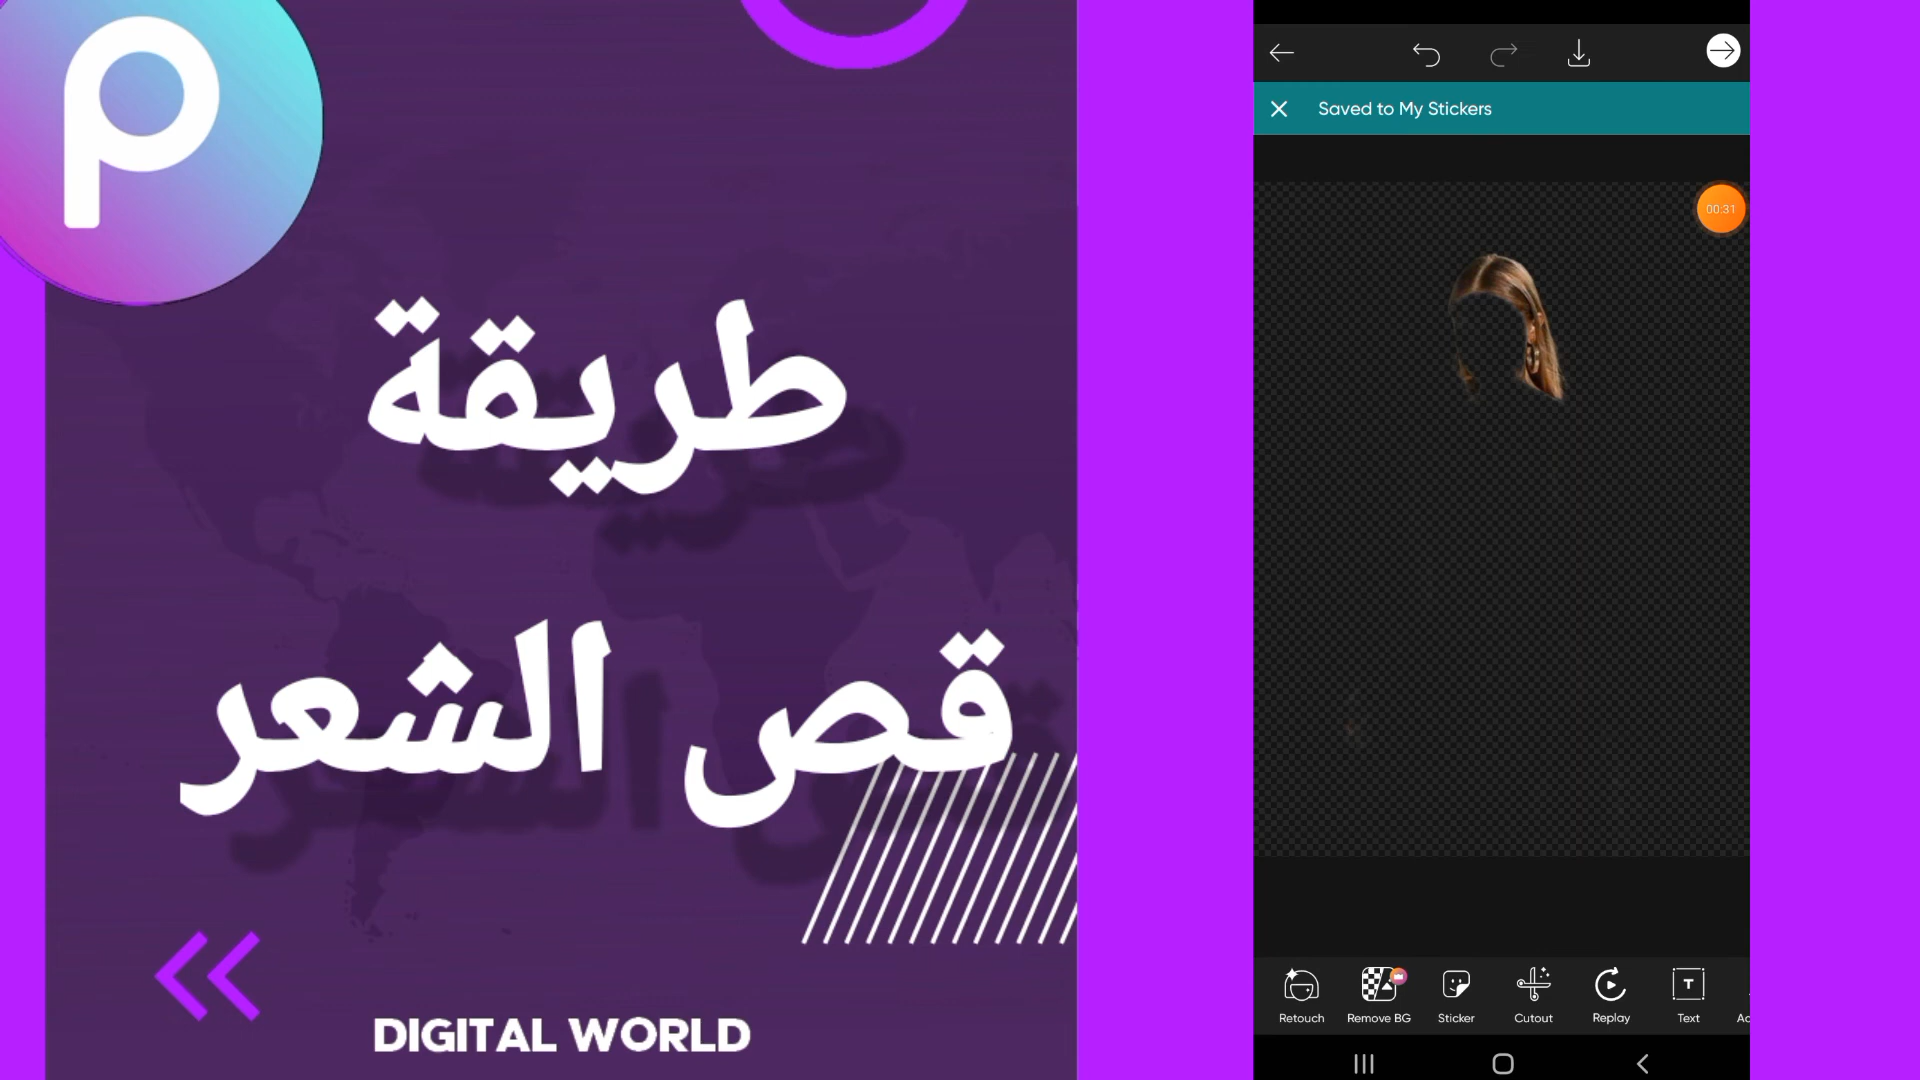 طريقة
قص الشعر
DIGITAL WORLD
Saved to My Stickers
00:31
Retouch
Remove BG
Sticker
Cutout
Replay
T
Text